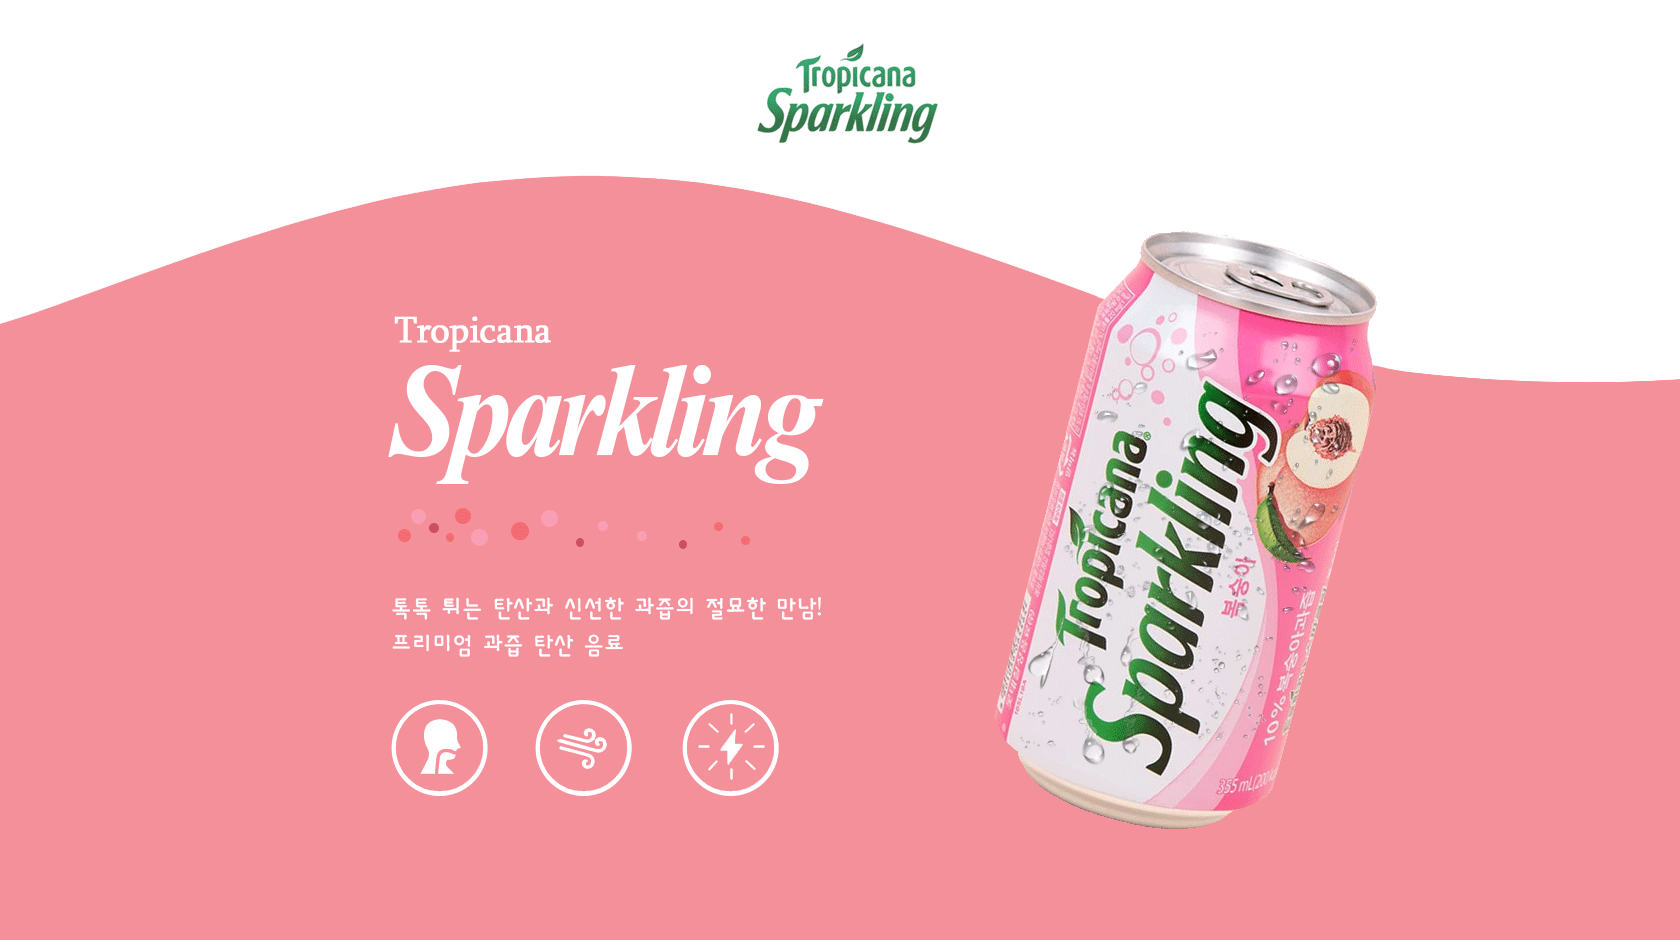 Tropicana
Sparkling
Tropicana
Sparkling
톡톡 튀는 탄산과 신선한 과즙의 절묘한 만남!
프리미엄 과즙 탄산 음료
Tropicana
Sparkling
복숭아
10% 복숭아과즙
355 mL